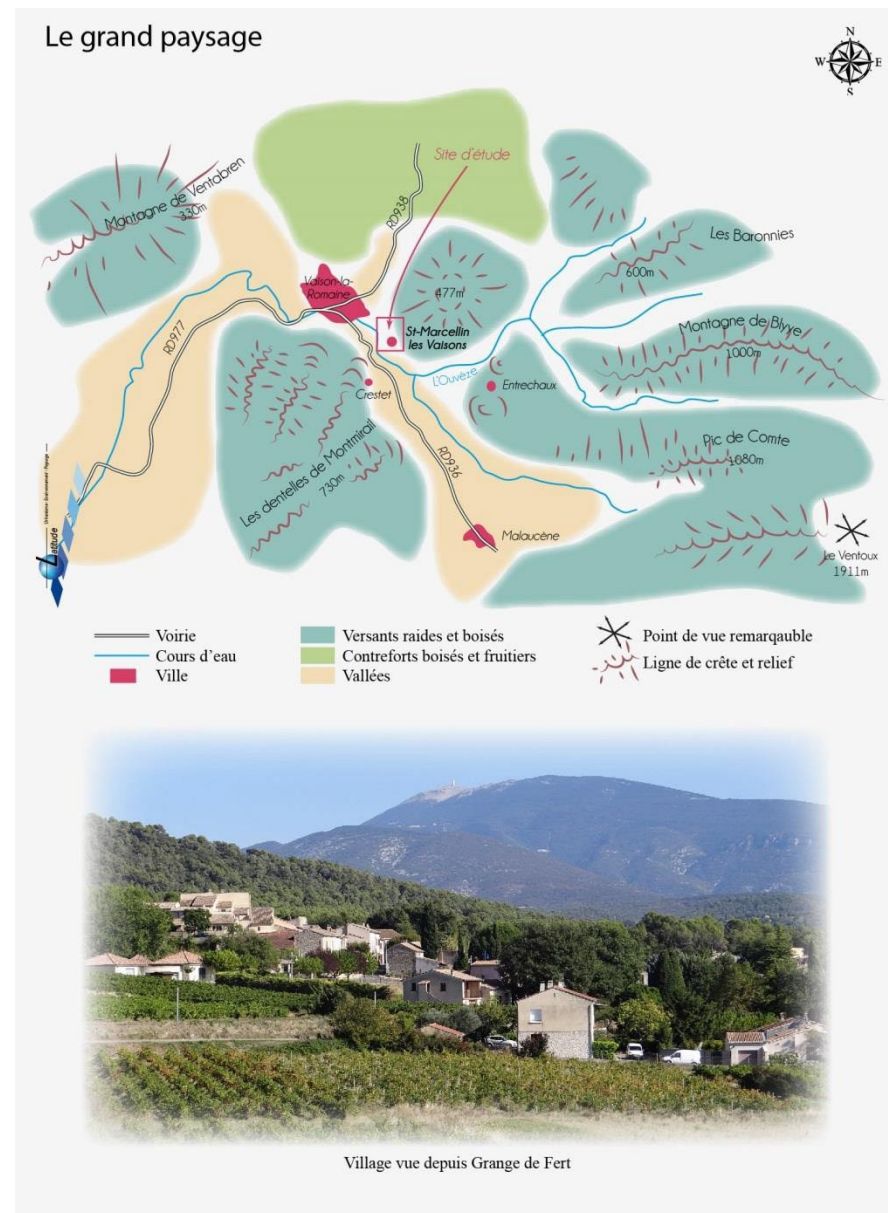 Le grand paysage
N
W
E
S
Site d'étude
Montagne de Ventabren
330m
RD938
Les Baronnies
600m
Vaison-la-
Romaine
477m
St-Marcellin
les Vaisons
Montagne de Blyye
1000m
RD977
L'Ouvèze
Entrechaux
Crestet
Pic de Comte
1080m
Les dentelles de Montmirail
730m
RD936
Malaucène
Le Ventoux
1911m
Latitude
Voirie
Cours d'eau
Ville
Versants raides et boisés
Contreforts boisés et fruitiers
Vallées
Point de vue remarqauble
Ligne de crête et relief
Village vue depuis Grange de Fert